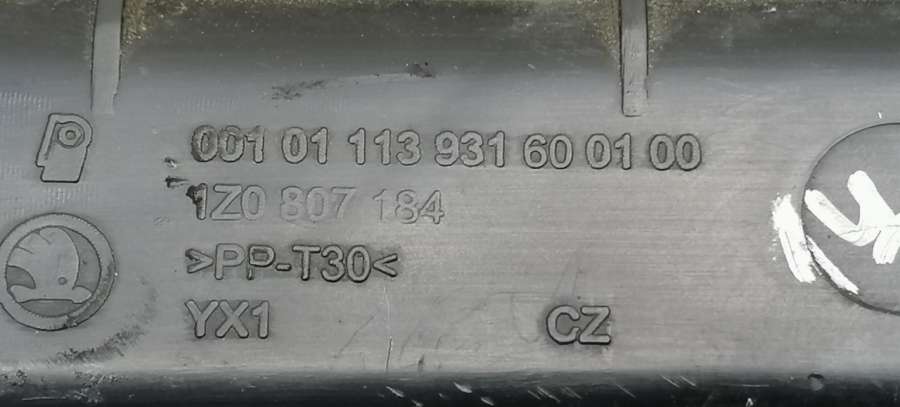 001 01 113 931 60 01 00
1Z0 807 184
>PP-T30<
YX1 CZ